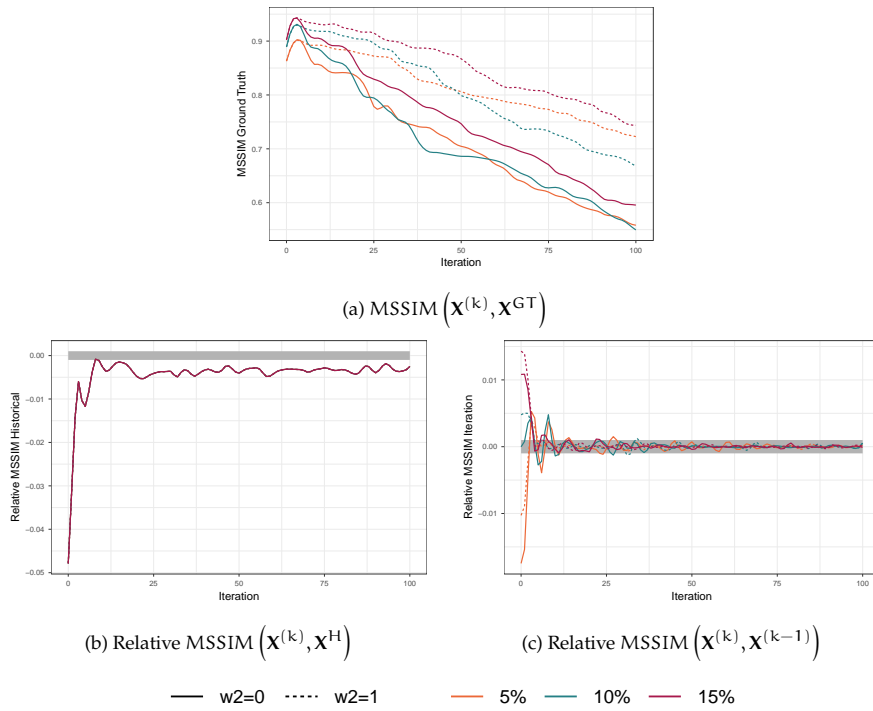 MSSIM Ground Truth
0.9
0.8
0.7
0.6
0 25 50 75 100
Iteration
(a) MSSIM (X^(k), X^GT)
Relative MSSIM Historical
0.00
−0.01
−0.02
−0.03
−0.04
−0.05
0 25 50 75 100
Iteration
(b) Relative MSSIM (X^(k), X^H)
Relative MSSIM Iteration
0.01
0.00
−0.01
0 25 50 75 100
Iteration
(c) Relative MSSIM (X^(k), X^(k−1))
w2=0 w2=1 5% 10% 15%